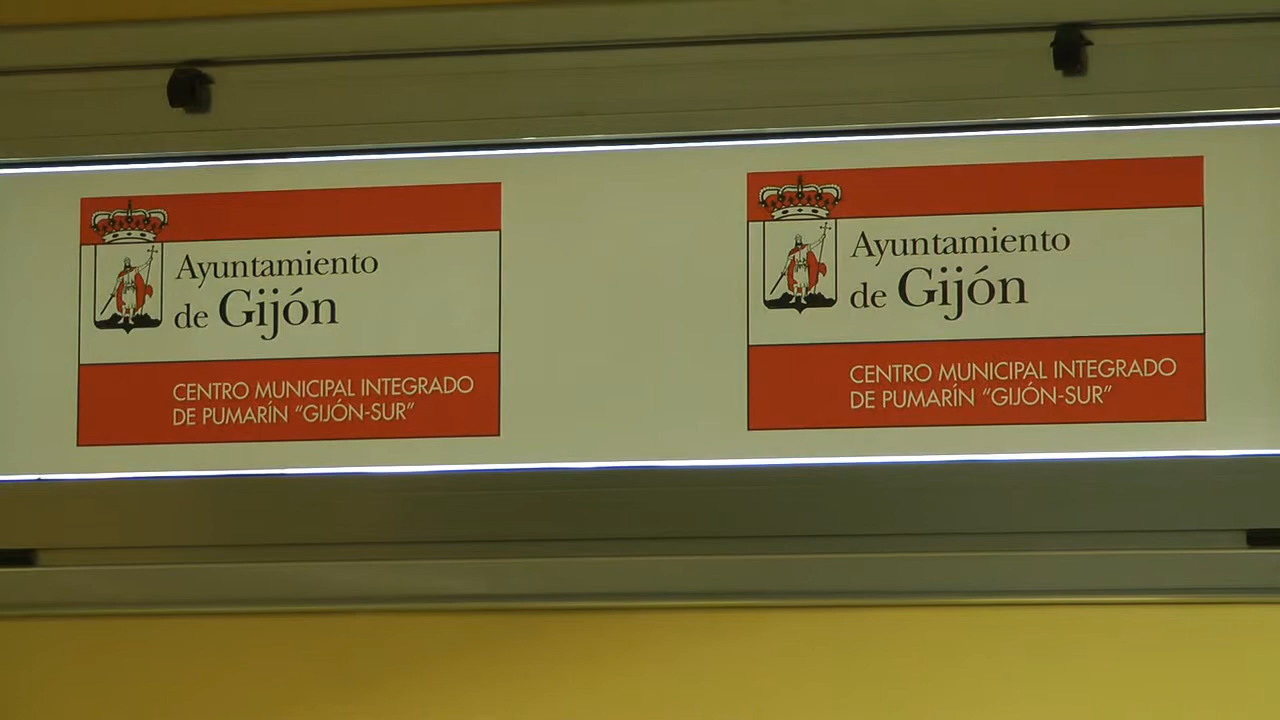 Ayuntamiento
de Gijón
CENTRO MUNICIPAL INTEGRADO
DE PUMARÍN “GIJÓN-SUR”
Ayuntamiento
de Gijón
CENTRO MUNICIPAL INTEGRADO
DE PUMARÍN “GIJÓN-SUR”